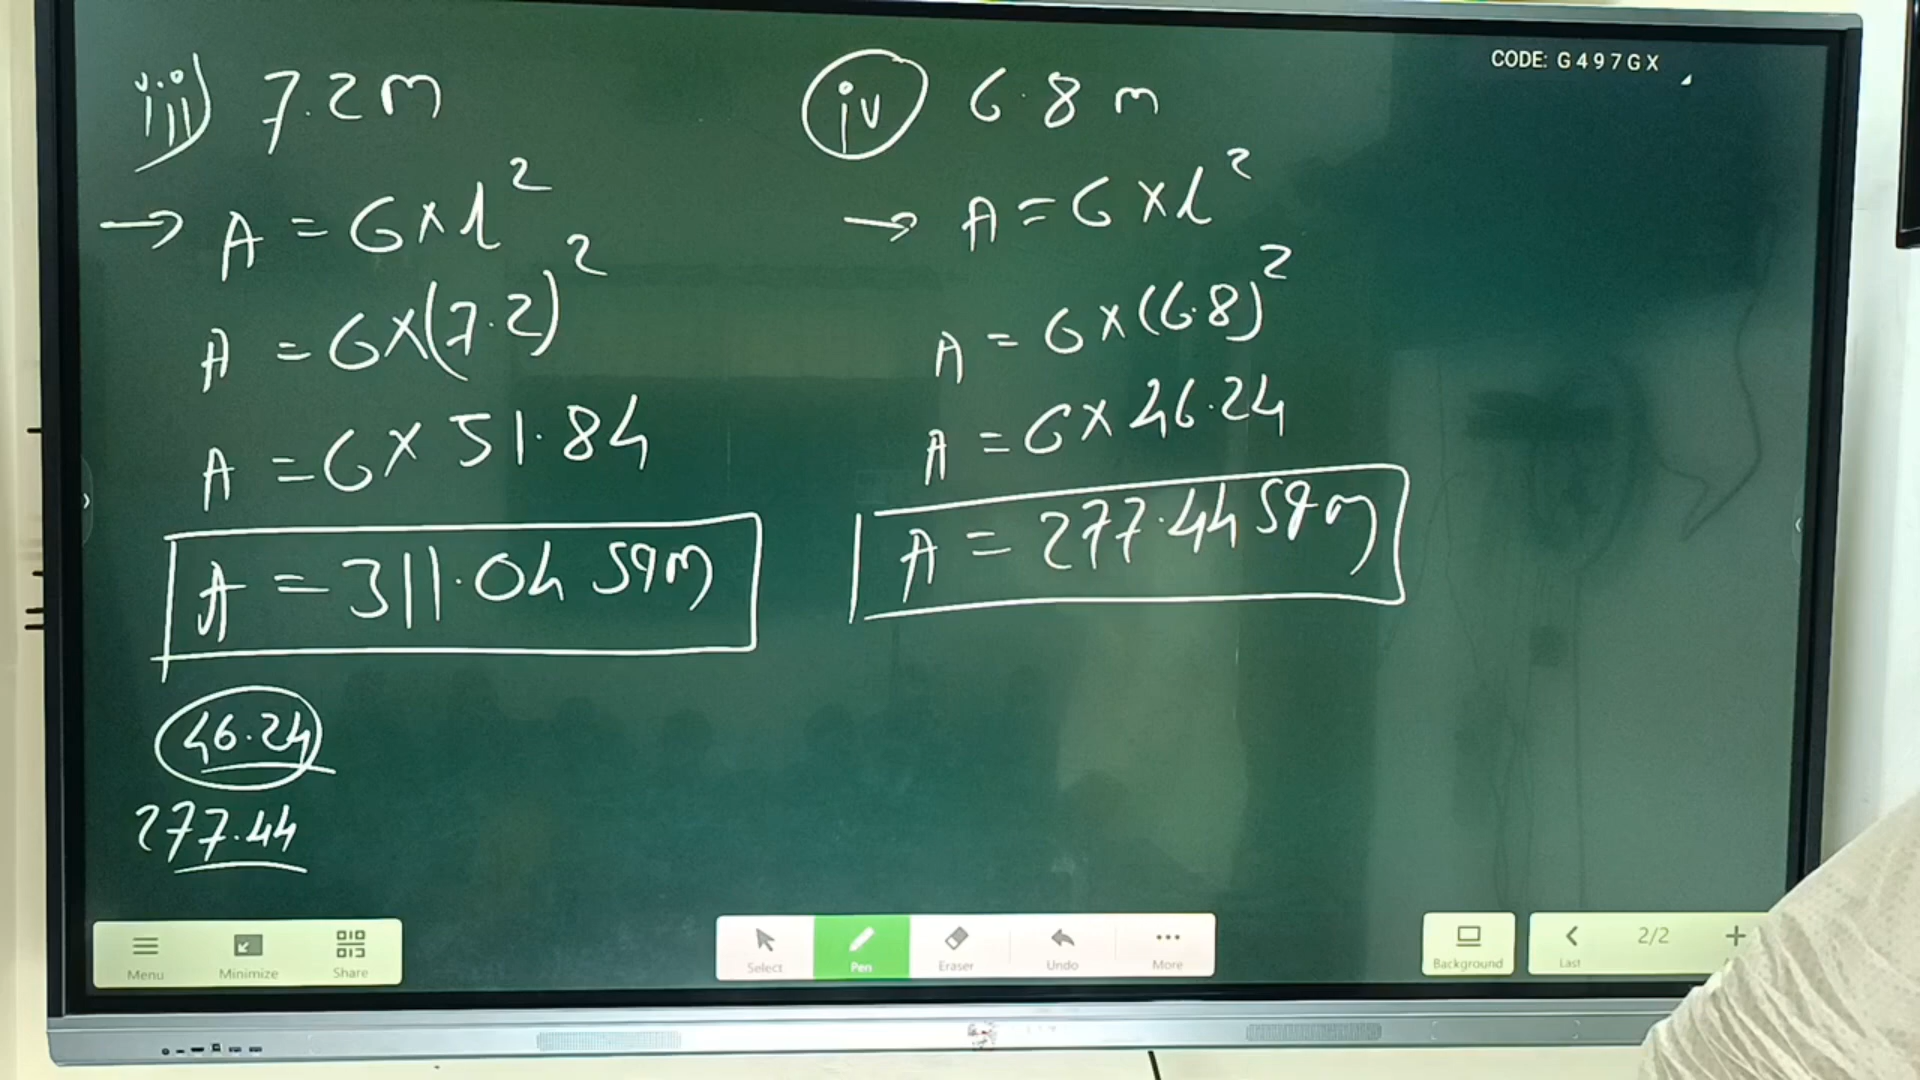 CODE: G497GX
iii) 7.2m
→ A = 6×l²
A = 6×(7.2)²
A = 6×51.84
A = 311.04 sqm
46.24
277.44
iv 6.8 m
→ A = 6×l²
A = 6×(6.8)²
A = 6×46.24
A = 277.44 sqm
Menu
Minimize
Share
Select
Pen
Eraser
Undo
More
Background
Last
2/2